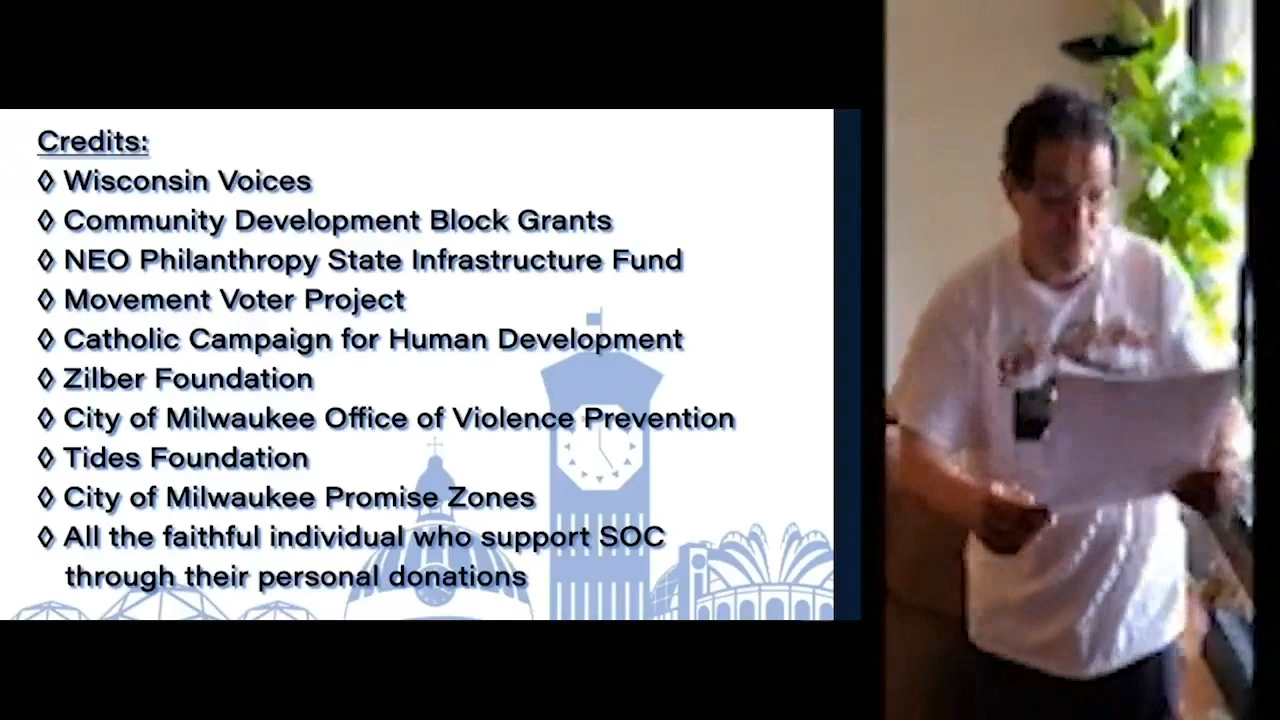 Credits:
◊ Wisconsin Voices
◊ Community Development Block Grants
◊ NEO Philanthropy State Infrastructure Fund
◊ Movement Voter Project
◊ Catholic Campaign for Human Development
◊ Zilber Foundation
◊ City of Milwaukee Office of Violence Prevention
◊ Tides Foundation
◊ City of Milwaukee Promise Zones
◊ All the faithful individual who support SOC
through their personal donations